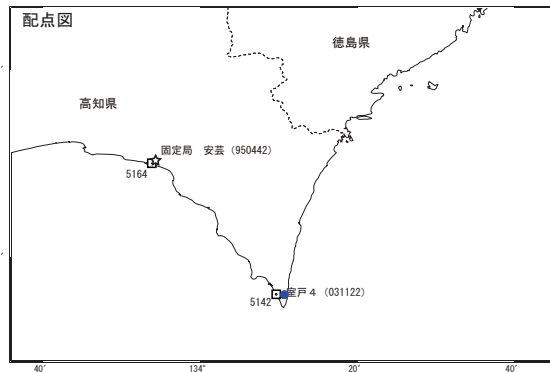 配点図
徳島県
高知県
固定局 安芸（950442）
5164
室戸４（031122）
5142
40′ 134° 20′ 40′